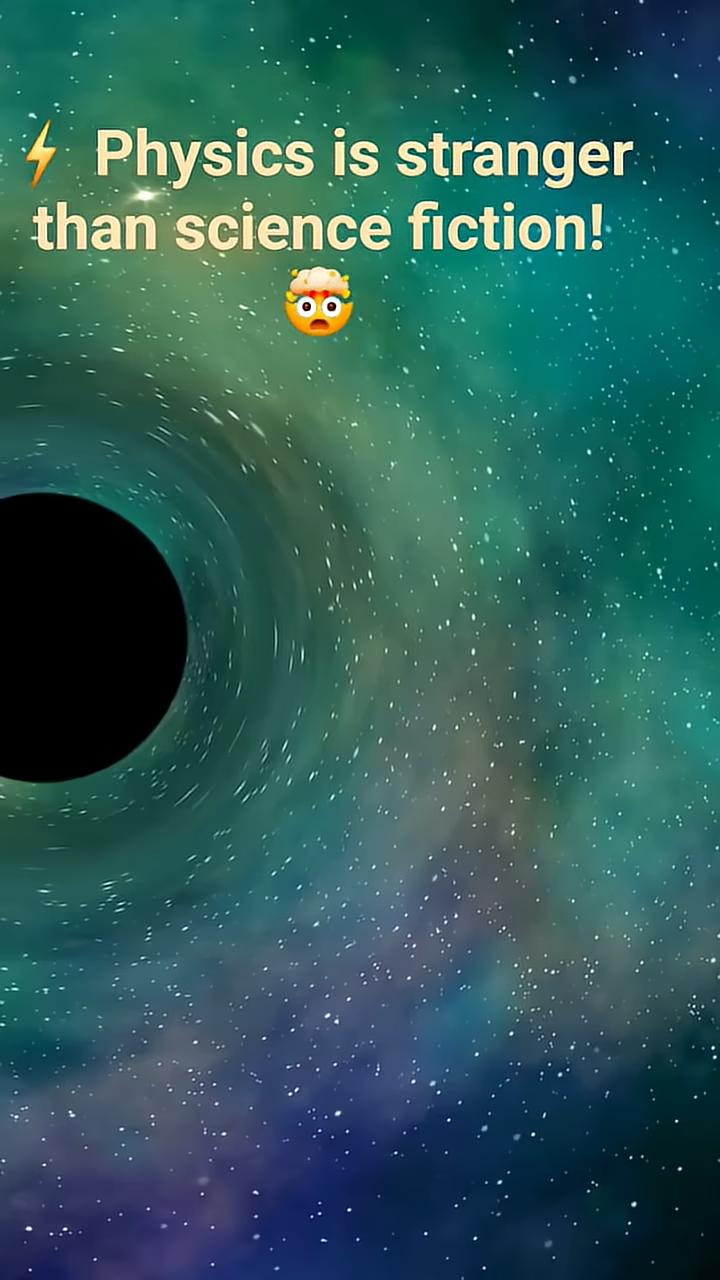 ⚡ Physics is stranger
than science fiction!
🤯